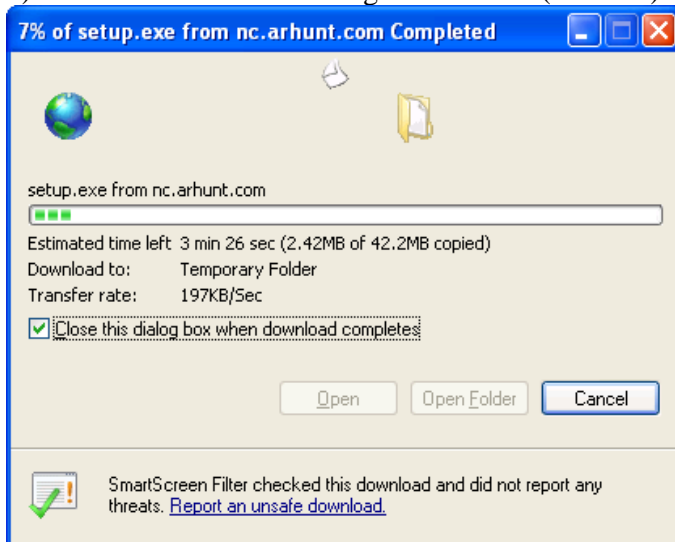 7% of setup.exe from nc.arhunt.com Completed
setup.exe from nc.arhunt.com
Estimated time left 3 min 26 sec (2.42MB of 42.2MB copied)
Download to: Temporary Folder
Transfer rate: 197KB/Sec
Close this dialog box when download completes
Open Open Folder Cancel
SmartScreen Filter checked this download and did not report any
threats. Report an unsafe download.